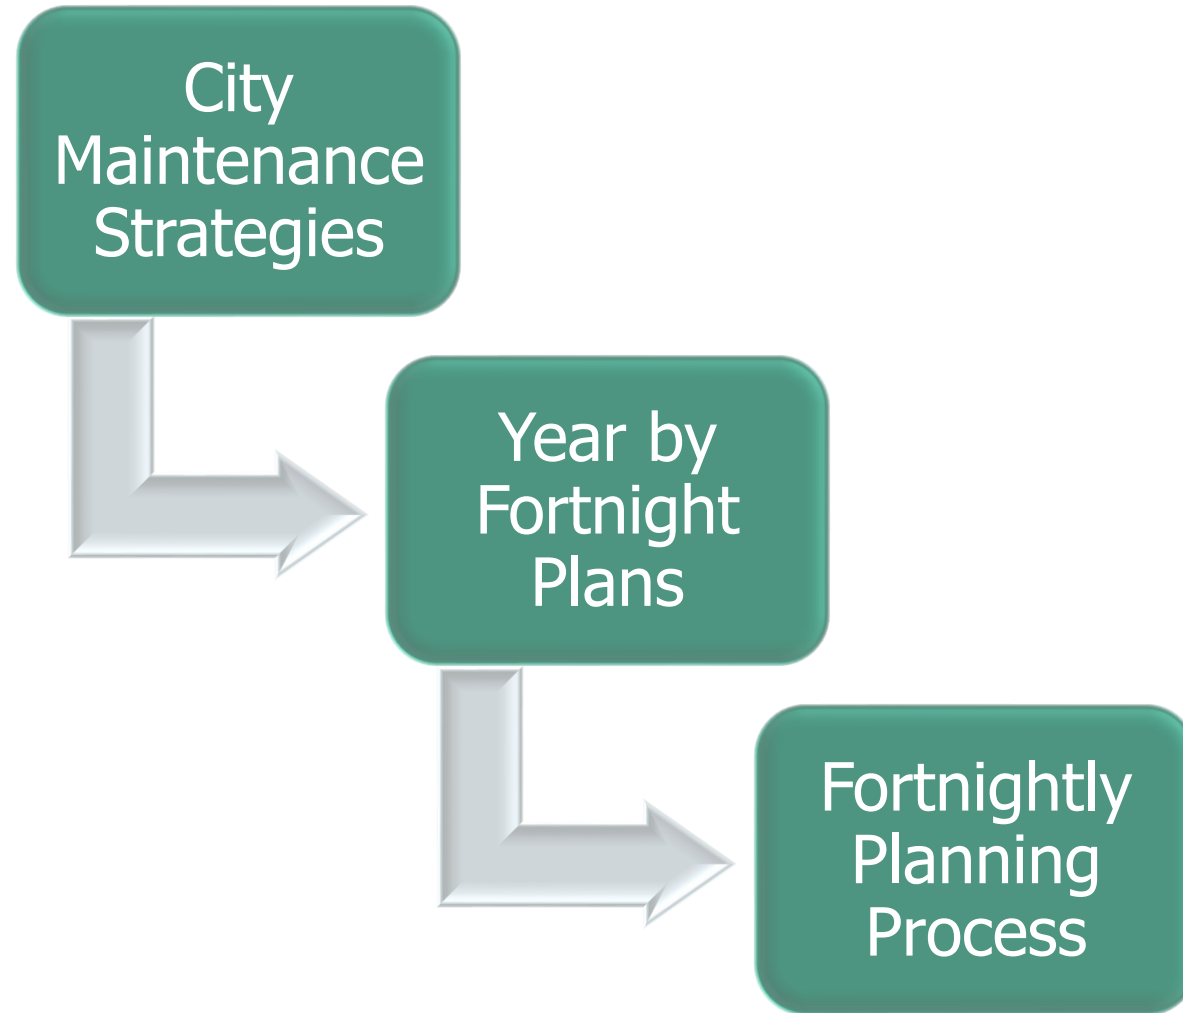 City
Maintenance
Strategies
Year by
Fortnight
Plans
Fortnightly
Planning
Process